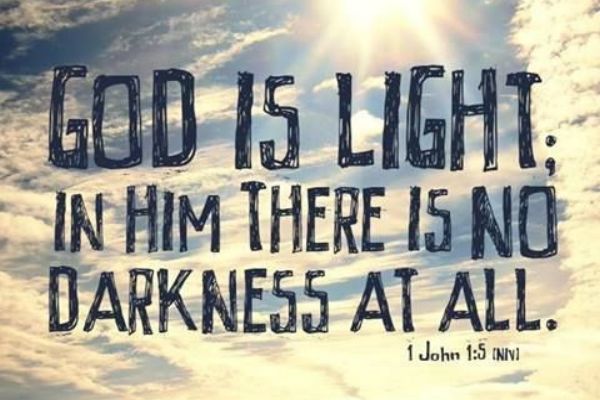 GOD IS LIGHT;
IN HIM THERE IS NO
DARKNESS AT ALL.
1 John 1:5 (NIV)